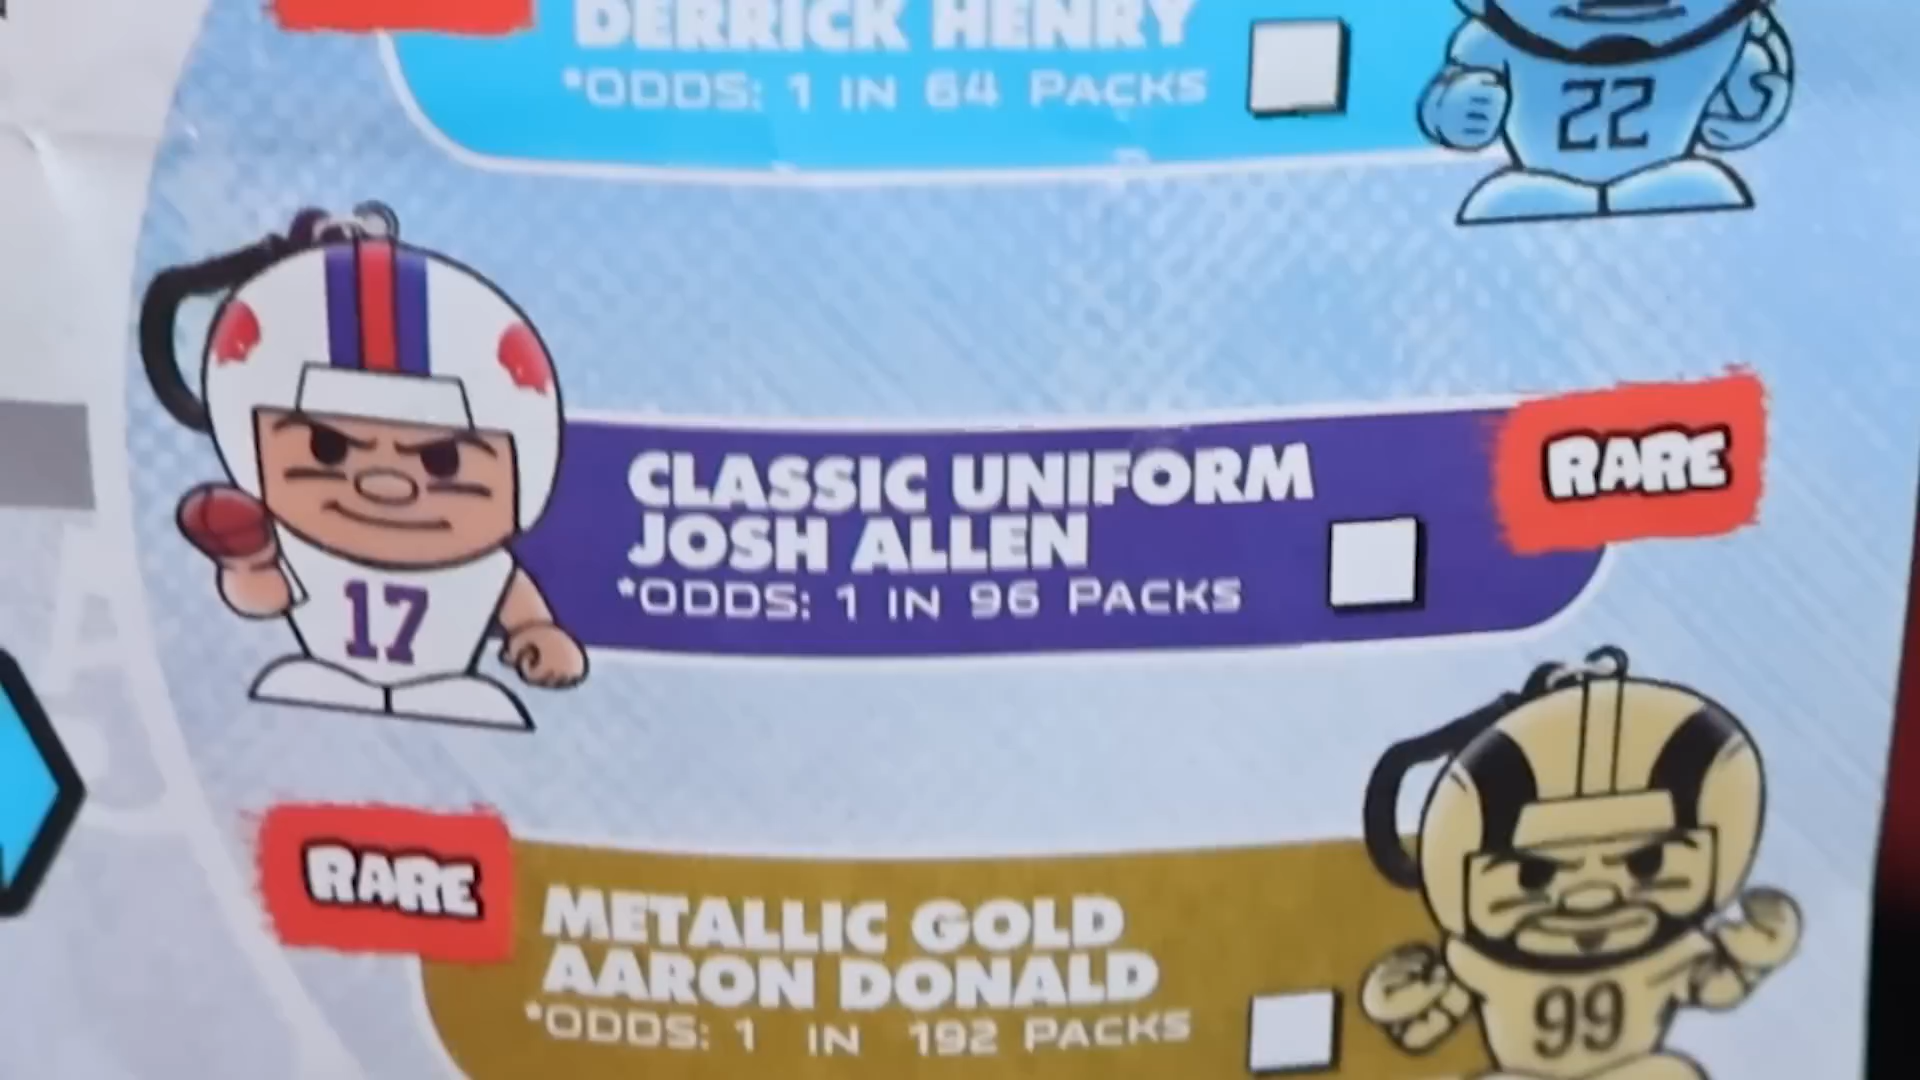 DERRICK HENRY
*ODDS: 1 IN 64 PACKS
22
CLASSIC UNIFORM
JOSH ALLEN
*ODDS: 1 IN 96 PACKS
RARE
17
RARE
METALLIC GOLD
AARON DONALD
*ODDS: 1 IN 192 PACKS
99